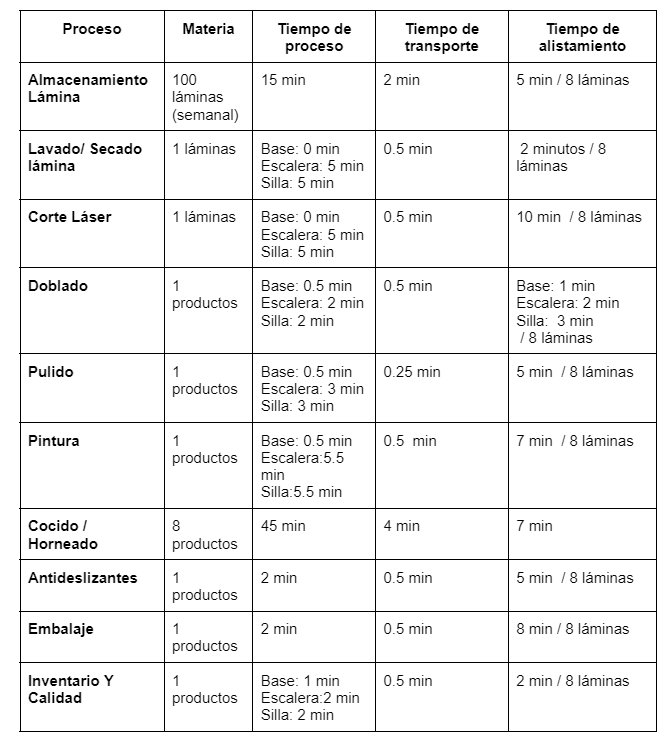 Proceso Materia Tiempo de proceso Tiempo de transporte Tiempo de alistamiento
Almacenamiento Lámina 100 láminas (semanal) 15 min 2 min 5 min / 8 láminas
Lavado/ Secado lámina 1 láminas Base: 0 min Escalera: 5 min Silla: 5 min 0.5 min 2 minutos / 8 láminas
Corte Láser 1 láminas Base: 0 min Escalera: 5 min Silla: 5 min 0.5 min 10 min / 8 láminas
Doblado 1 productos Base: 0.5 min Escalera: 2 min Silla: 2 min 0.5 min Base: 1 min Escalera: 2 min Silla: 3 min / 8 láminas
Pulido 1 productos Base: 0.5 min Escalera: 3 min Silla: 3 min 0.25 min 5 min / 8 láminas
Pintura 1 productos Base: 0.5 min Escalera:5.5 min Silla:5.5 min 0.5 min 7 min / 8 láminas
Cocido / Horneado 8 productos 45 min 4 min 7 min
Antideslizantes 1 productos 2 min 0.5 min 5 min / 8 láminas
Embalaje 1 productos 2 min 0.5 min 8 min / 8 láminas
Inventario Y Calidad 1 productos Base: 1 min Escalera:2 min Silla: 2 min 0.5 min 2 min / 8 láminas